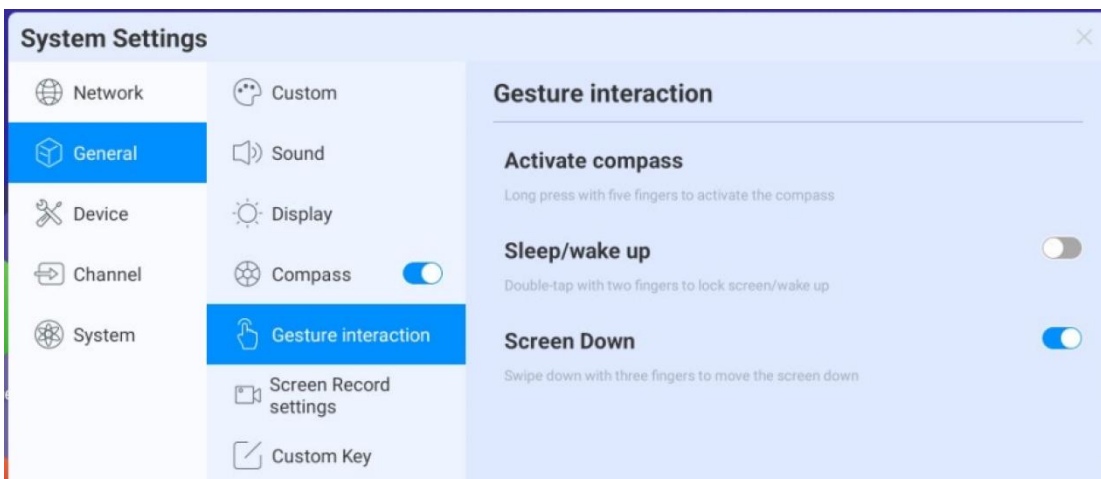 System Settings
Network
General
Device
Channel
System
Custom
Sound
Display
Compass
Gesture interaction
Screen Record
settings
Custom Key
Gesture interaction
Activate compass
Long press with five fingers to activate the compass
Sleep/wake up
Double-tap with two fingers to lock screen/wake up
Screen Down
Swipe down with three fingers to move the screen down